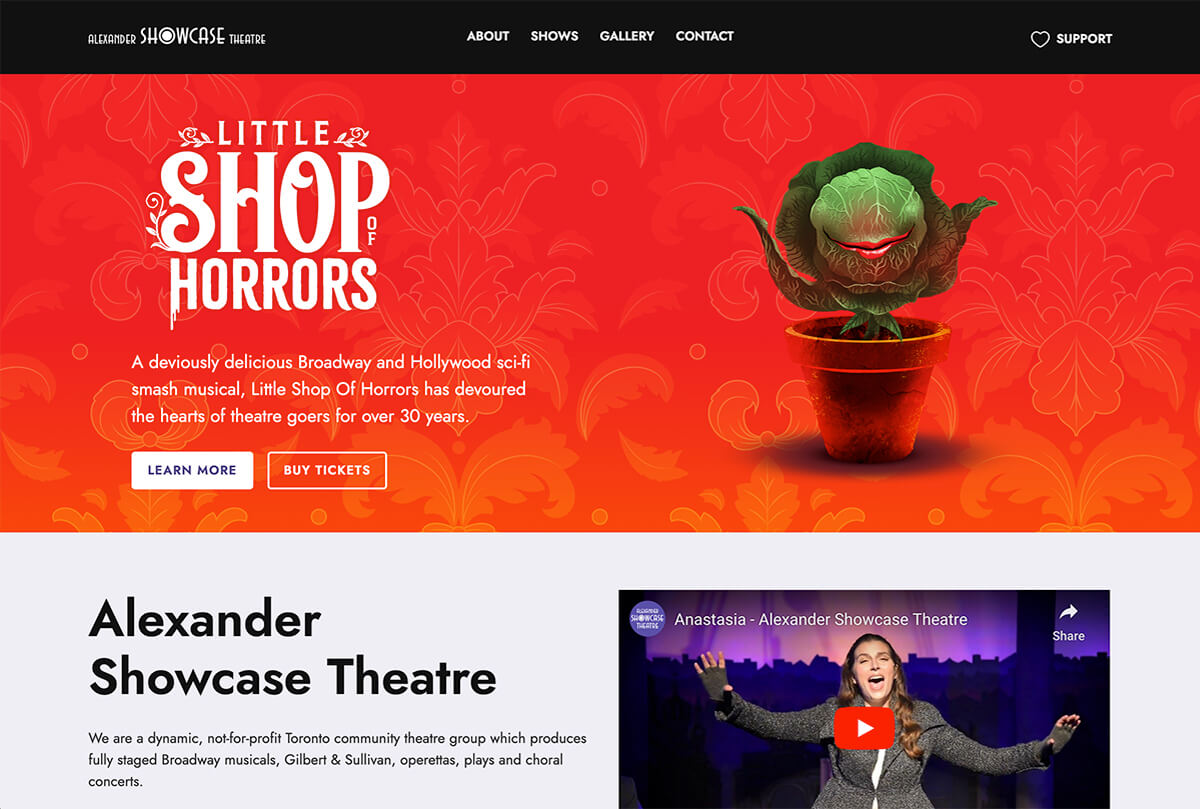 ALEXANDER SHOWCASE THEATRE
ABOUT SHOWS GALLERY CONTACT
SUPPORT
LITTLE
SHOP
OF
HORRORS
A deviously delicious Broadway and Hollywood sci-fi
smash musical, Little Shop Of Horrors has devoured
the hearts of theatre goers for over 30 years.
LEARN MORE BUY TICKETS
Alexander
Showcase Theatre
We are a dynamic, not-for-profit Toronto community theatre group which produces
fully staged Broadway musicals, Gilbert & Sullivan, operettas, plays and choral
concerts.
ALEXANDER
SHOWCASE
THEATRE
Anastasia - Alexander Showcase Theatre
Share